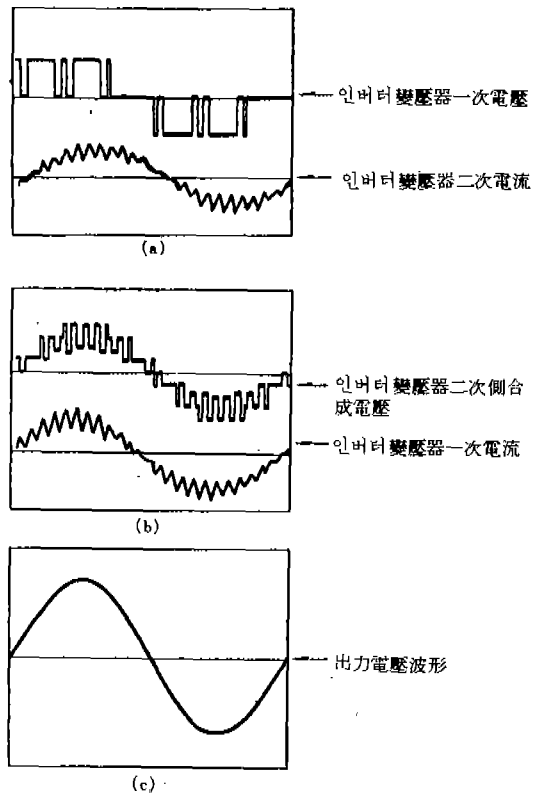 인버터變壓器一次電壓
인버터變壓器二次電流
(a)
인버터變壓器二次側合
成電壓
인버터變壓器一次電流
(b)
出力電壓波形
(c)